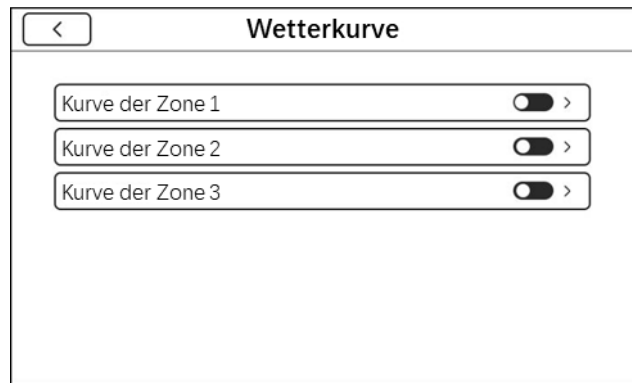 Wetterkurve
Kurve der Zone 1
Kurve der Zone 2
Kurve der Zone 3